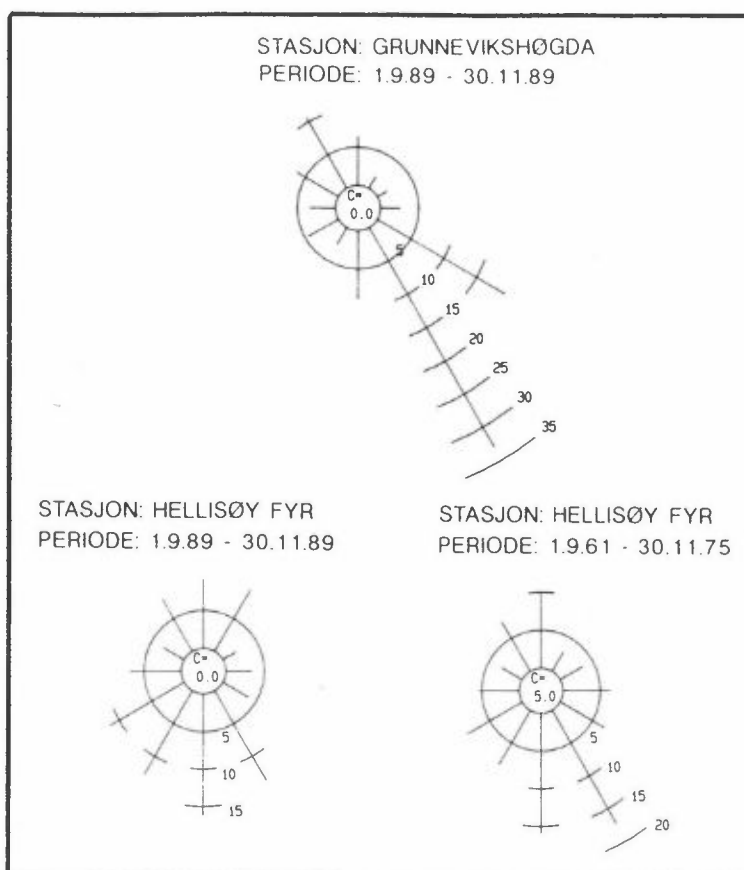 STASJON: GRUNNEVIKSHØGDA
PERIODE: 1.9.89 - 30.11.89
C=
0.0
5
10
15
20
25
30
35
STASJON: HELLISØY FYR
PERIODE: 1.9.89 - 30.11.89
C=
0.0
5
10
15
STASJON: HELLISØY FYR
PERIODE: 1.9.61 - 30.11.75
C=
5.0
5
10
15
20